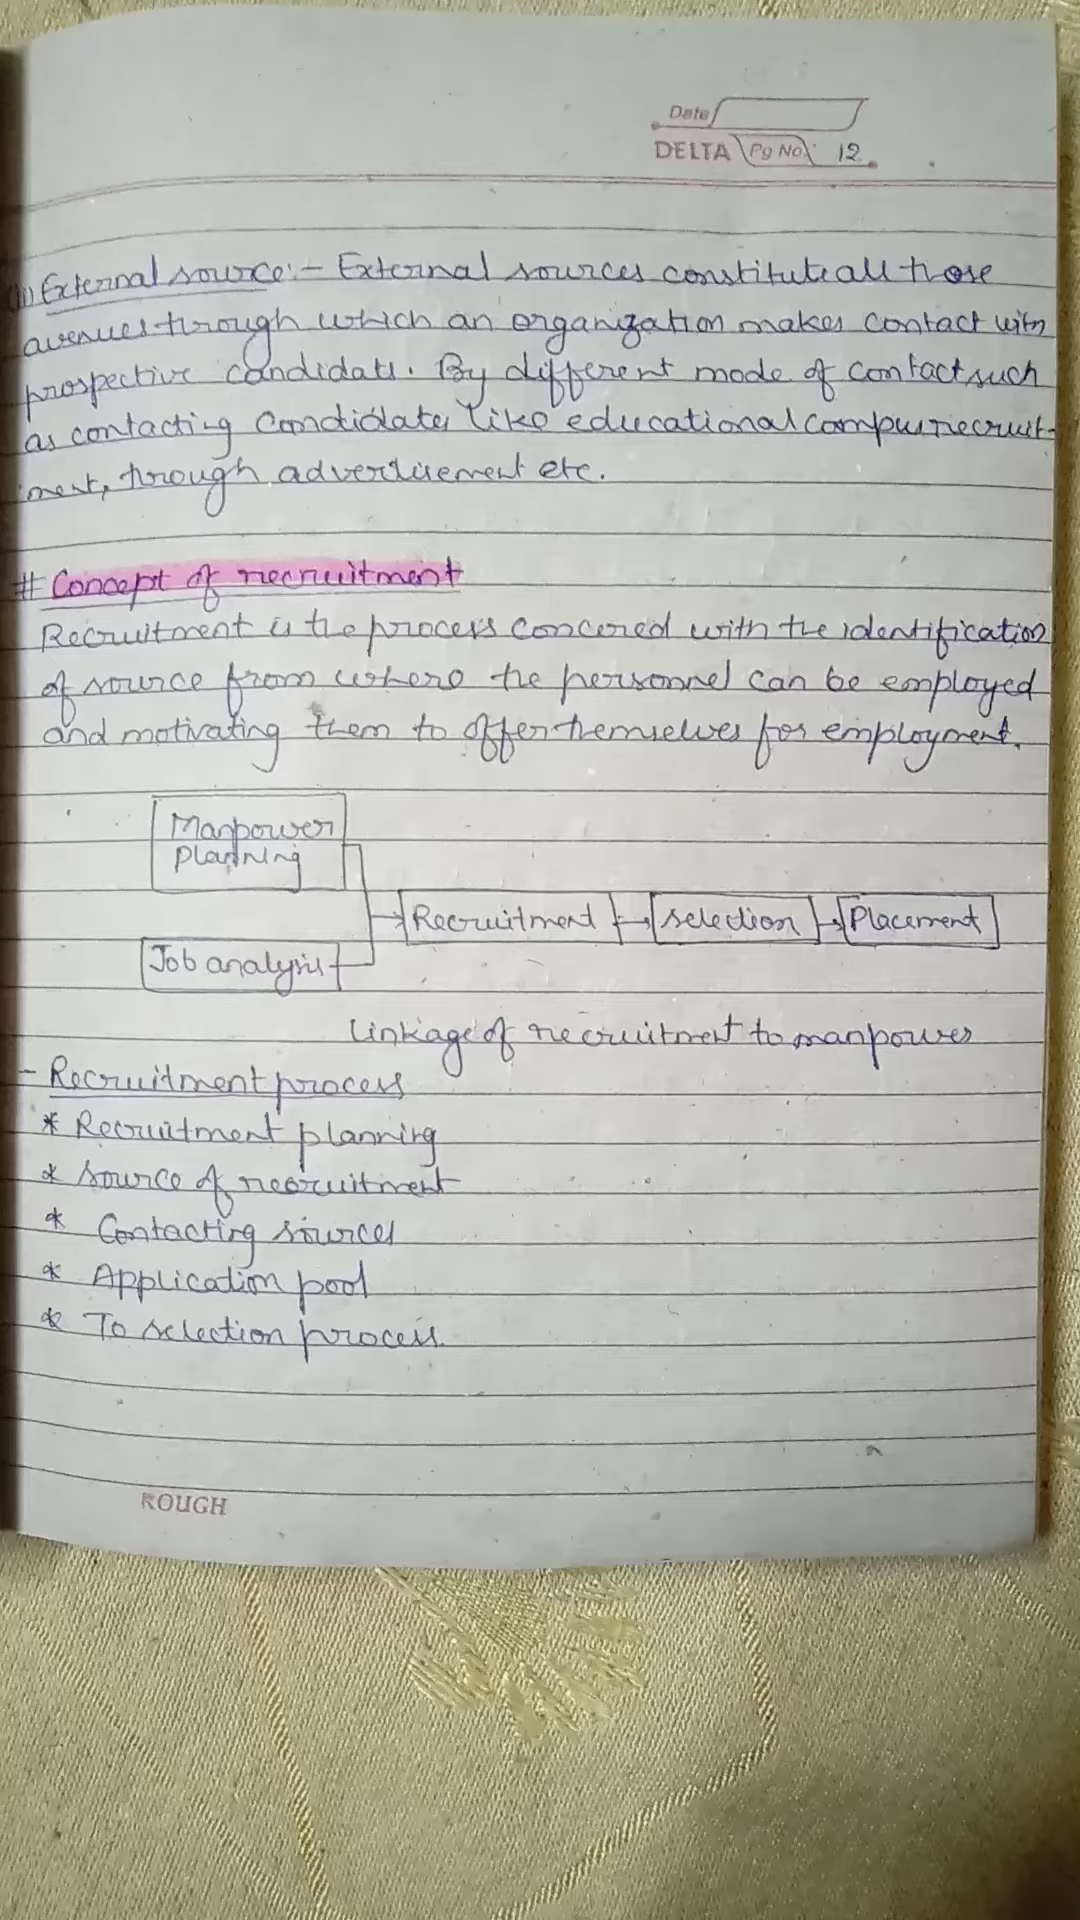 Date
DELTA Pg No: 12
(ii) External source:- External sources constitute all those
avenues through which an organization makes contact with
prospective candidats. By different mode of contact such
as contacting candidates like educational campus recruit-
ment, through advertisement etc.
# Concept of recruitment
Recruitment is the process concered with the identification
of source from where the personnel can be employed
and motivating them to offer themselves for employment.
Manpower
planning
Recruitment → selection → Placement
Job analysis
Linkage of recruitment to manpower
- Recruitment process
* Recruitment planning
* Source of recruitment
* Contacting sources
* Application pool
* To selection process.
ROUGH